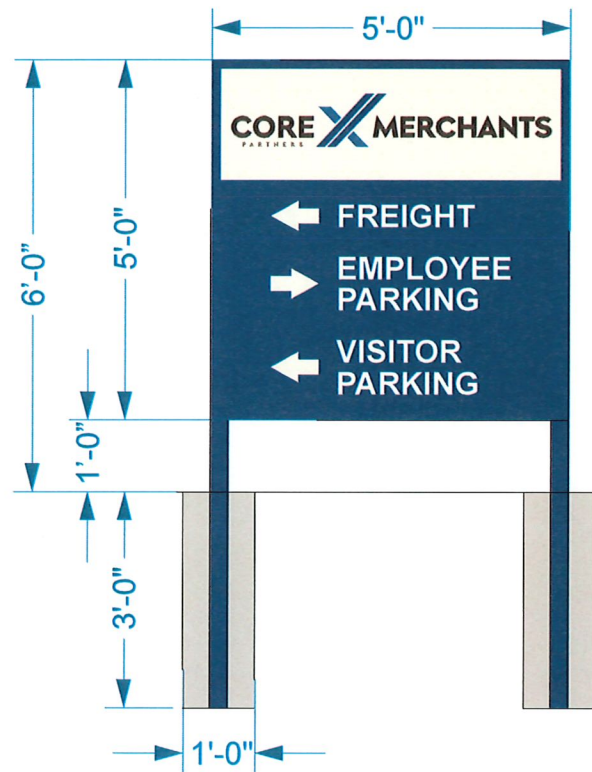 5'-0"
CORE X MERCHANTS
PARTNERS
FREIGHT
EMPLOYEE
PARKING
VISITOR
PARKING
6'-0"
5'-0"
1'-0"
3'-0"
1'-0"